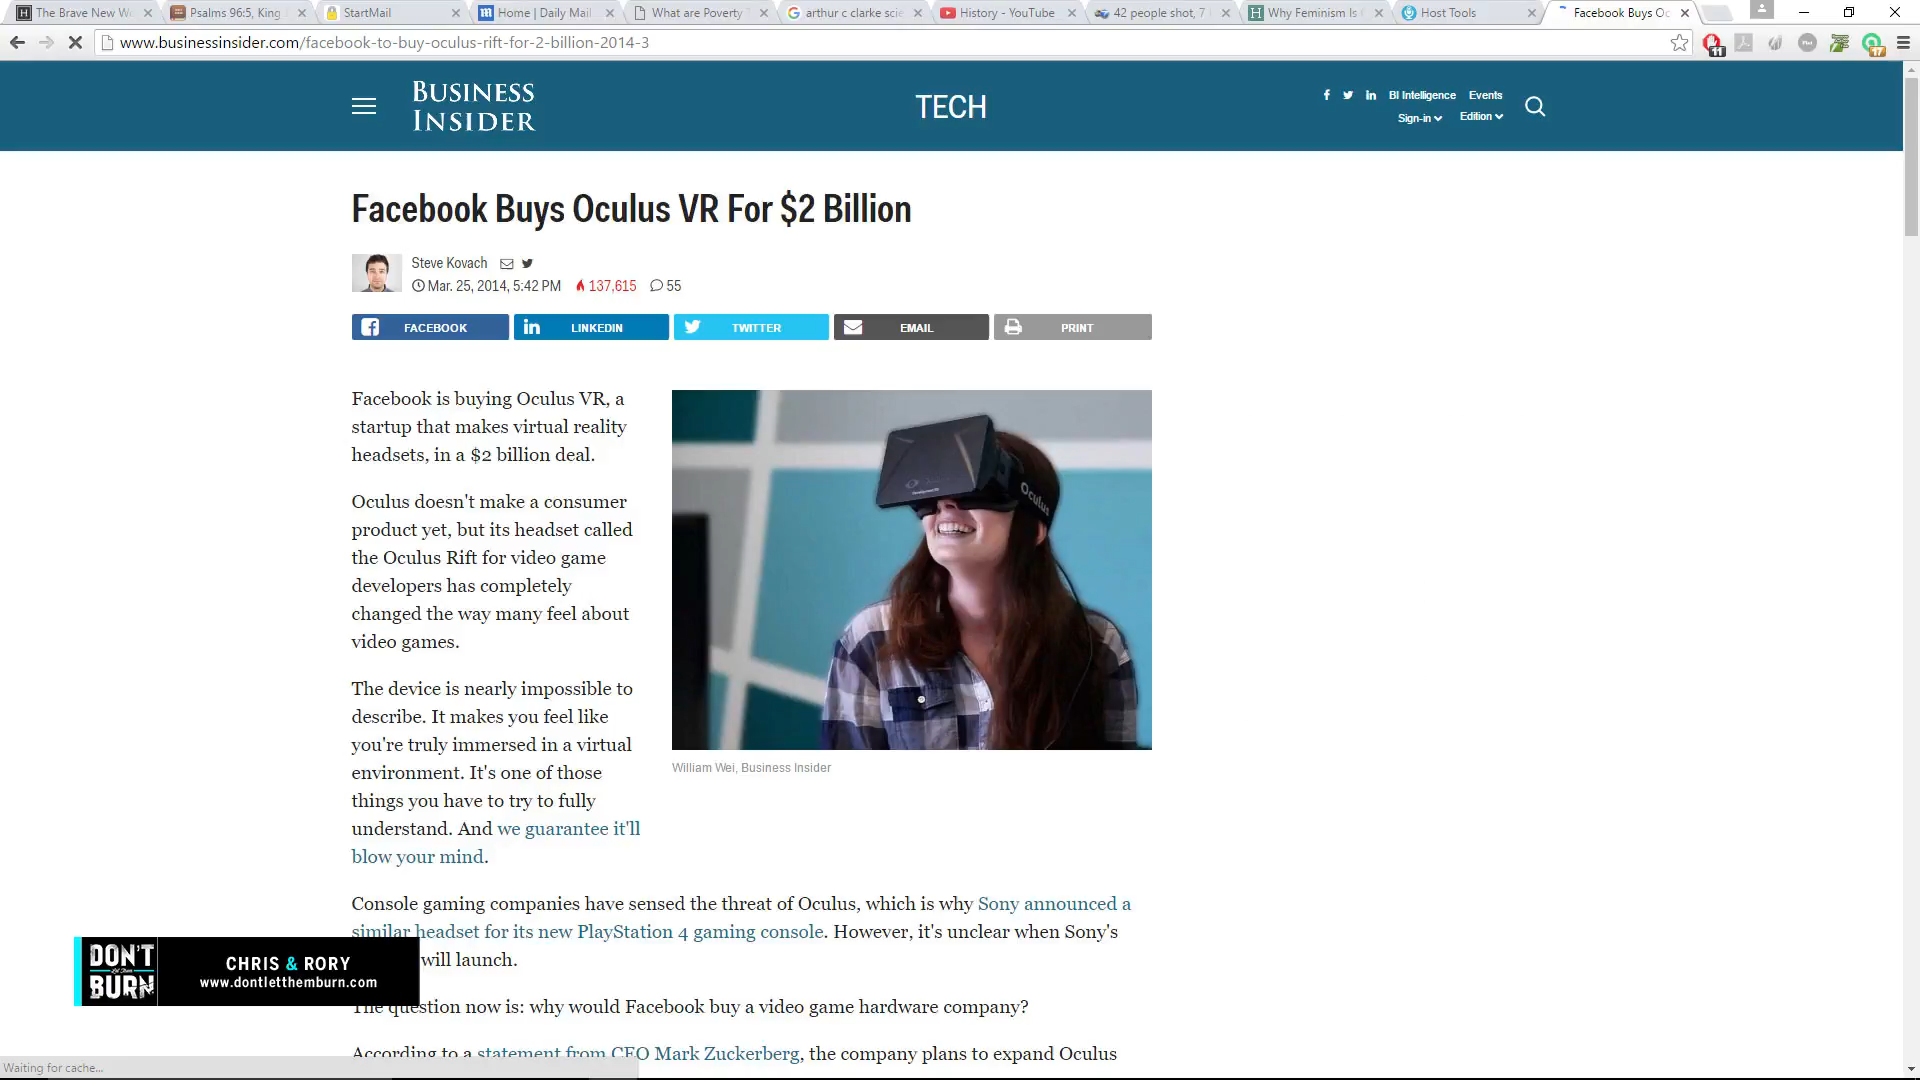 The Brave New W
Psalms 96:5, King
StartMail
Home | Daily Mail
What are Poverty T
arthur c clarke scie
History - YouTube
42 people shot, 7
Why Feminism Is
Host Tools
Facebook Buys Oc
www.businessinsider.com/facebook-to-buy-oculus-rift-for-2-billion-2014-3
11
17
BUSINESS
INSIDER
TECH
BI Intelligence Events
Sign-in Edition
Facebook Buys Oculus VR For $2 Billion
Steve Kovach
Mar. 25, 2014, 5:42 PM 137,615 55
FACEBOOK LINKEDIN TWITTER EMAIL PRINT
Facebook is buying Oculus VR, a
startup that makes virtual reality
headsets, in a $2 billion deal.
Oculus doesn't make a consumer
product yet, but its headset called
the Oculus Rift for video game
developers has completely
changed the way many feel about
video games.
The device is nearly impossible to
describe. It makes you feel like
you're truly immersed in a virtual
environment. It's one of those
things you have to try to fully
understand. And we guarantee it'll
blow your mind.
Oculus
William Wei, Business Insider
Console gaming companies have sensed the threat of Oculus, which is why Sony announced a
similar headset for its new PlayStation 4 gaming console. However, it's unclear when Sony's
will launch.
The question now is: why would Facebook buy a video game hardware company?
According to a statement from CEO Mark Zuckerberg, the company plans to expand Oculus
DON'T
BURN
CHRIS & RORY
www.dontletthemburn.com
Waiting for cache...